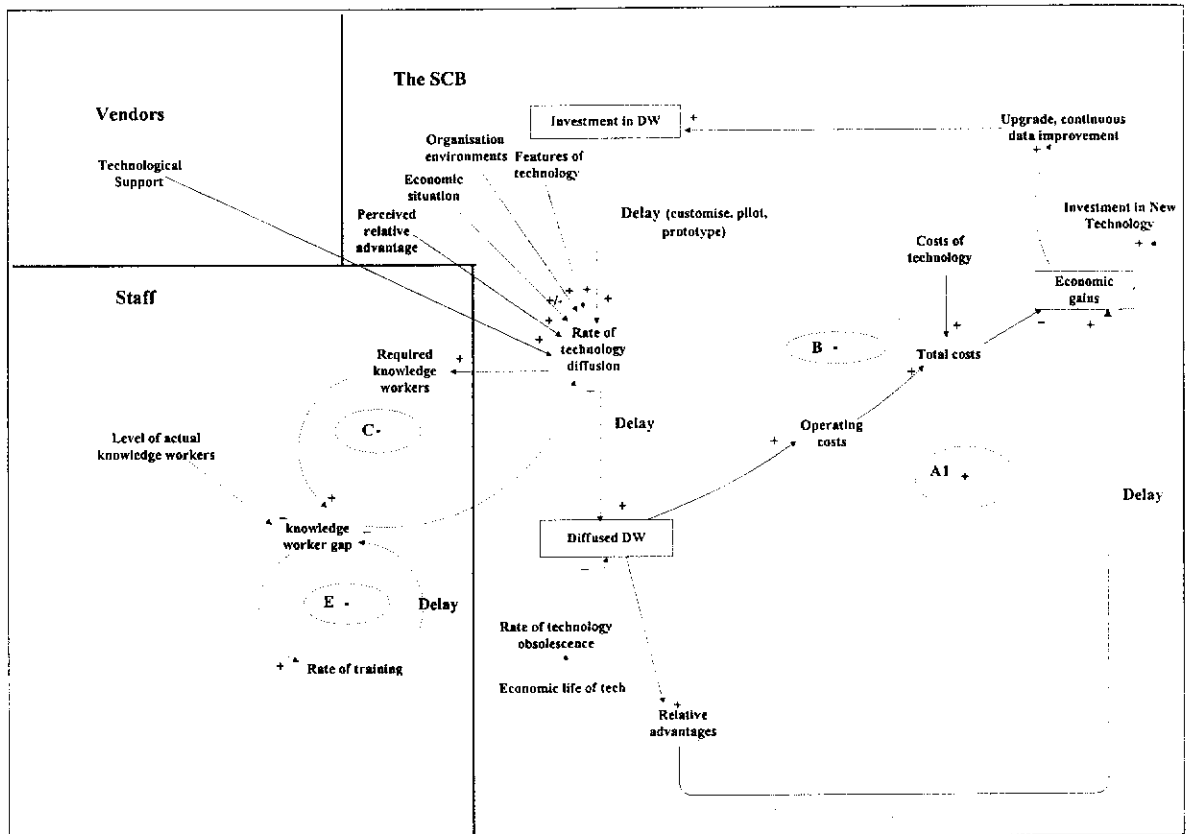 The SCB
Vendors
Investment in DW
+
Upgrade, continuous
data improvement
+
Organisation
environments
Features of
technology
Technological
Support
Economic
situation
Perceived
relative
advantage
Delay (customise, pilot,
prototype)
Investment in New
Technology
+
Costs of
technology
Staff
Economic
gains
+/-
+
+
+
+
+
Rate of
technology
diffusion
B -
+
Total costs
-
+
Required
knowledge
workers
+
+
-
C-
Delay
Operating
costs
+
Level of actual
knowledge workers
A1
+
Delay
+
-
knowledge
worker gap
-
+
Diffused DW
-
E -
Delay
Rate of technology
obsolescence
+
Rate of training
Economic life of tech
+
Relative
advantages